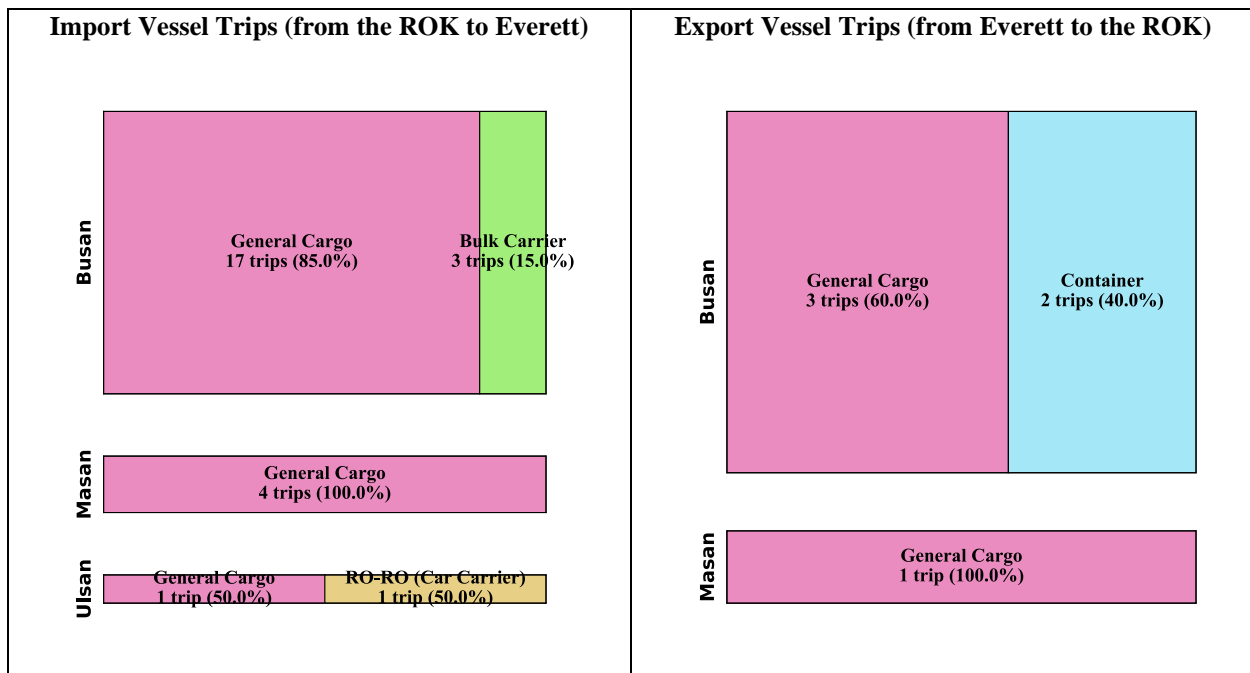 Import Vessel Trips (from the ROK to Everett)
Busan
General Cargo
17 trips (85.0%)
Bulk Carrier
3 trips (15.0%)
Masan
General Cargo
4 trips (100.0%)
Ulsan
General Cargo
1 trip (50.0%)
RO-RO (Car Carrier)
1 trip (50.0%)
Export Vessel Trips (from Everett to the ROK)
Busan
General Cargo
3 trips (60.0%)
Container
2 trips (40.0%)
Masan
General Cargo
1 trip (100.0%)